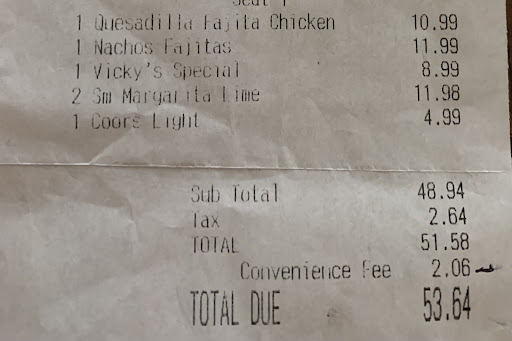 Seat 1
1 Quesadilla Fajita Chicken 10.99
1 Nachos Fajitas 11.99
1 Vicky's Special 8.99
2 Sm Margarita Lime 11.98
1 Coors Light 4.99
Sub Total 48.94
Tax 2.64
TOTAL 51.58
Convenience Fee 2.06
TOTAL DUE 53.64